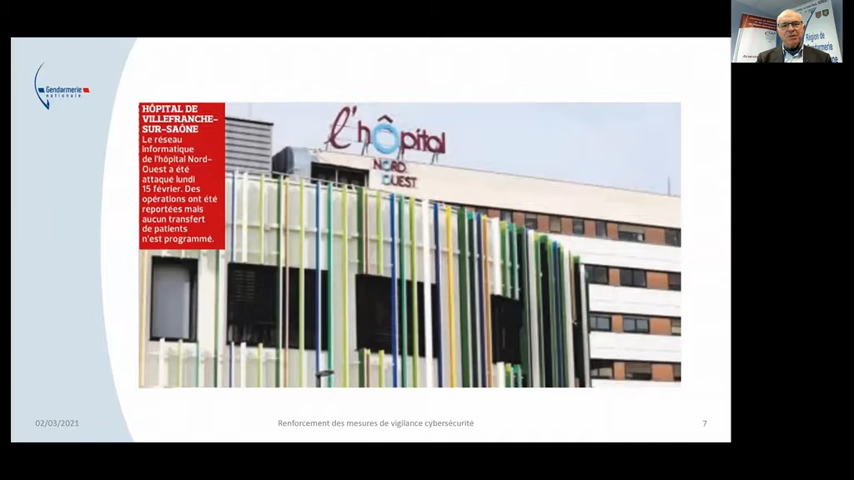 Gendarmerie
nationale
HÔPITAL DE
VILLEFRANCHE-
SUR-SAÔNE
Le réseau
informatique
de l'hôpital Nord-
Ouest a été
attaqué lundi
15 février. Des
opérations ont été
reportées mais
aucun transfert
de patients
n'est programmé.
l'hôpital
NORD
OUEST
02/03/2021
Renforcement des mesures de vigilance cybersécurité
7
Région de